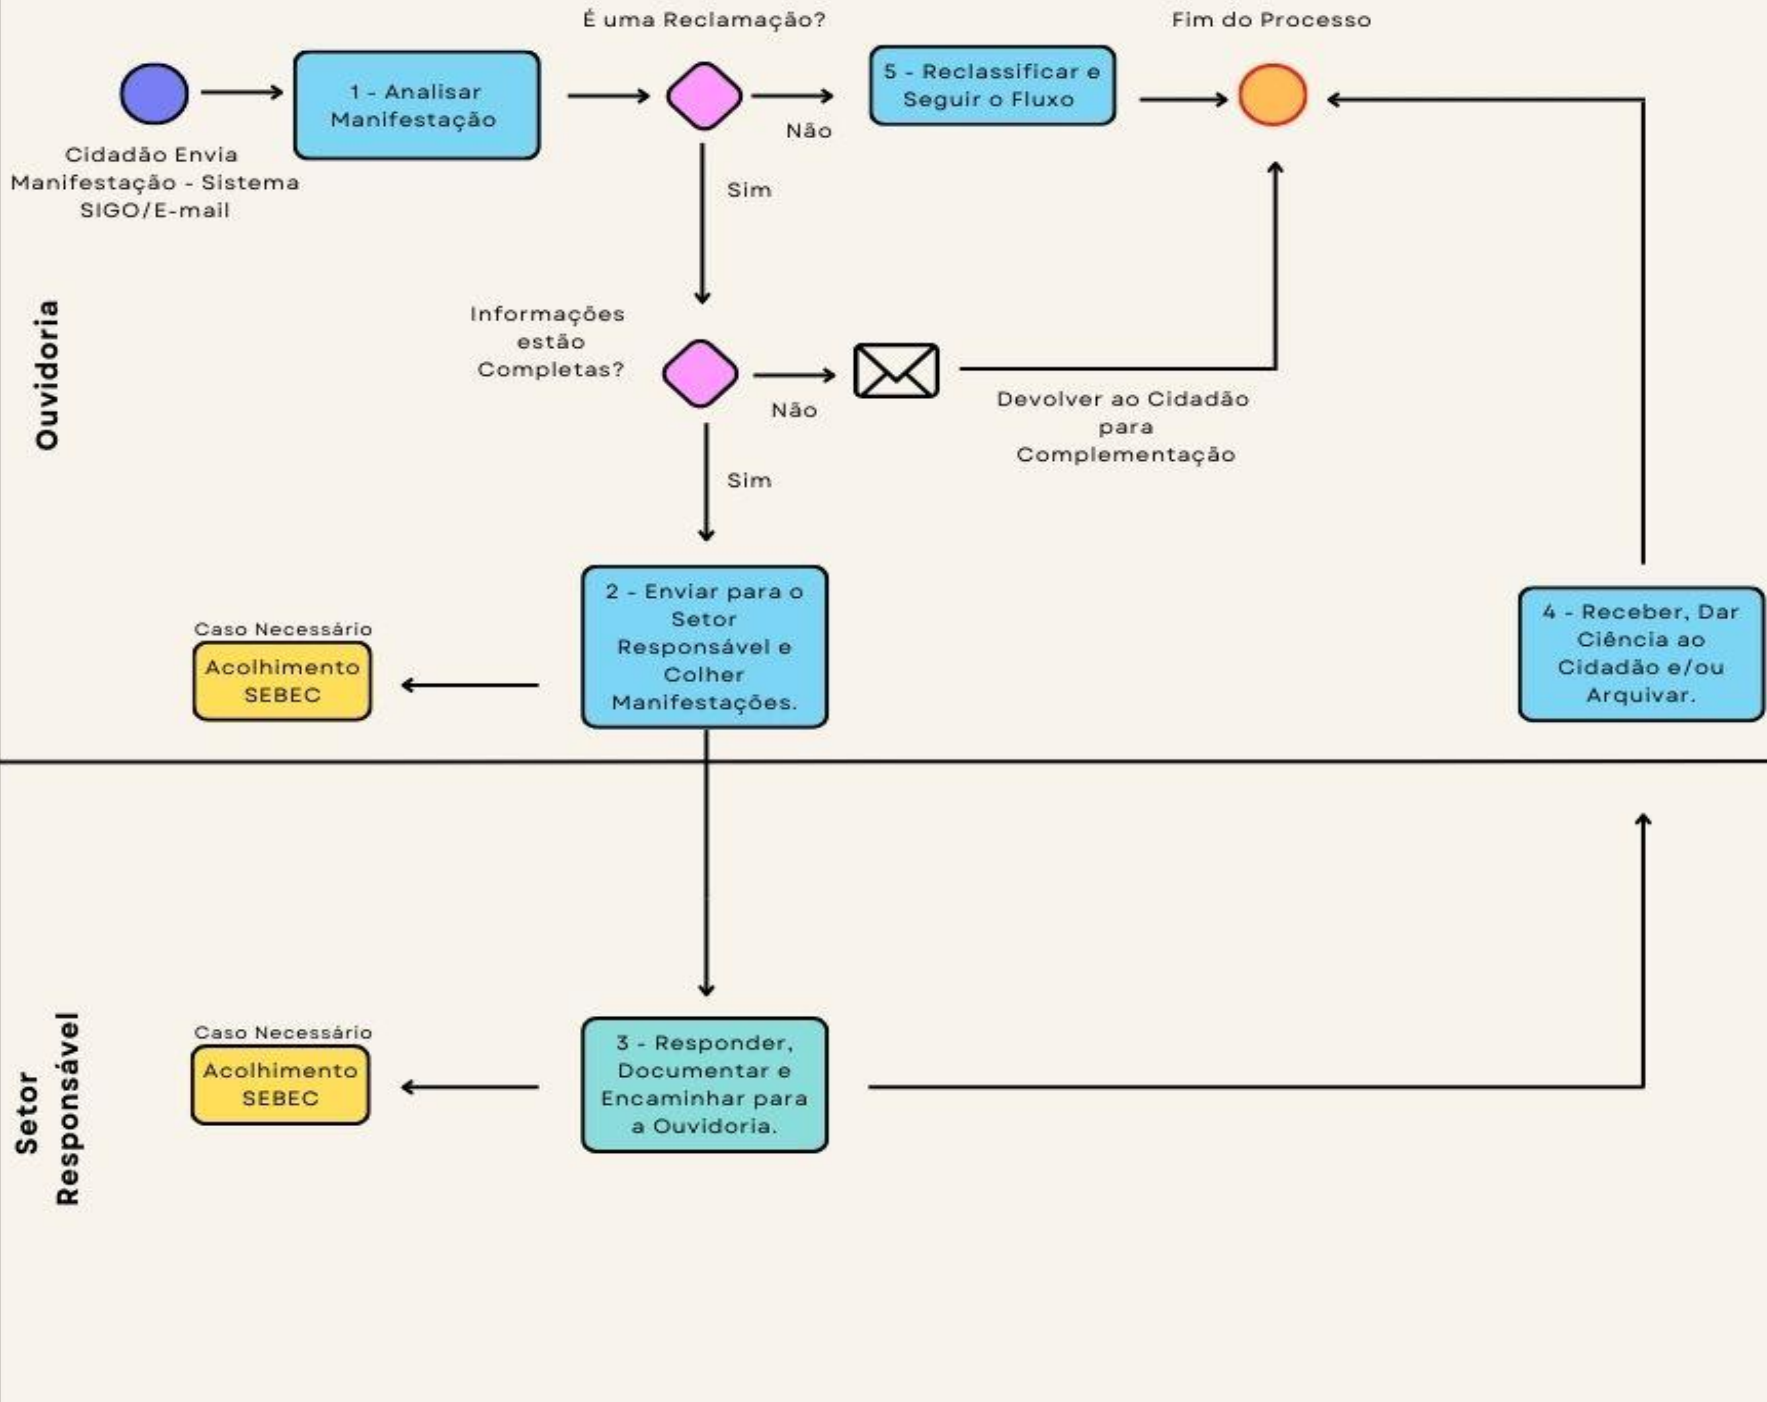 É uma Reclamação?
Fim do Processo
1 - Analisar
Manifestação
5 - Reclassificar e
Seguir o Fluxo
Não
Cidadão Envia
Manifestação - Sistema
SIGO/E-mail
Sim
Ouvidoria
Informações
estão
Completas?
Não
Devolver ao Cidadão
para
Complementação
Sim
2 - Enviar para o
Setor
Responsável e
Colher
Manifestações.
Caso Necessário
Acolhimento
SEBEC
4 - Receber, Dar
Ciência ao
Cidadão e/ou
Arquivar.
Setor
Responsável
Caso Necessário
Acolhimento
SEBEC
3 - Responder,
Documentar e
Encaminhar para
a Ouvidoria.